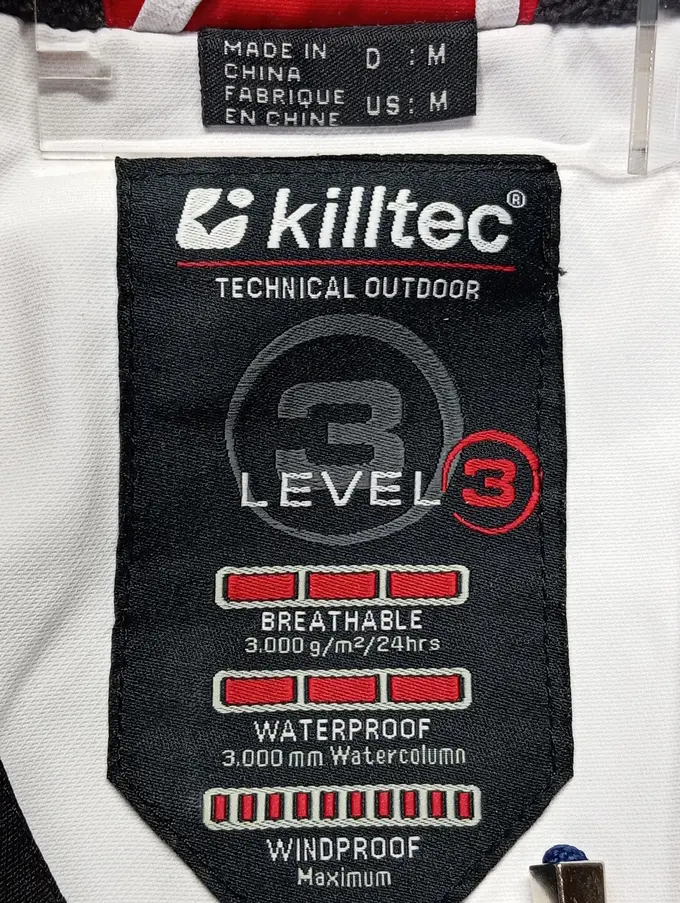 MADE IN
CHINA
FABRIQUE
EN CHINE
D : M
US : M
killtec®
TECHNICAL OUTDOOR
3
LEVEL 3
BREATHABLE
3.000 g/m²/24hrs
WATERPROOF
3.000 mm Watercolumn
WINDPROOF
Maximum